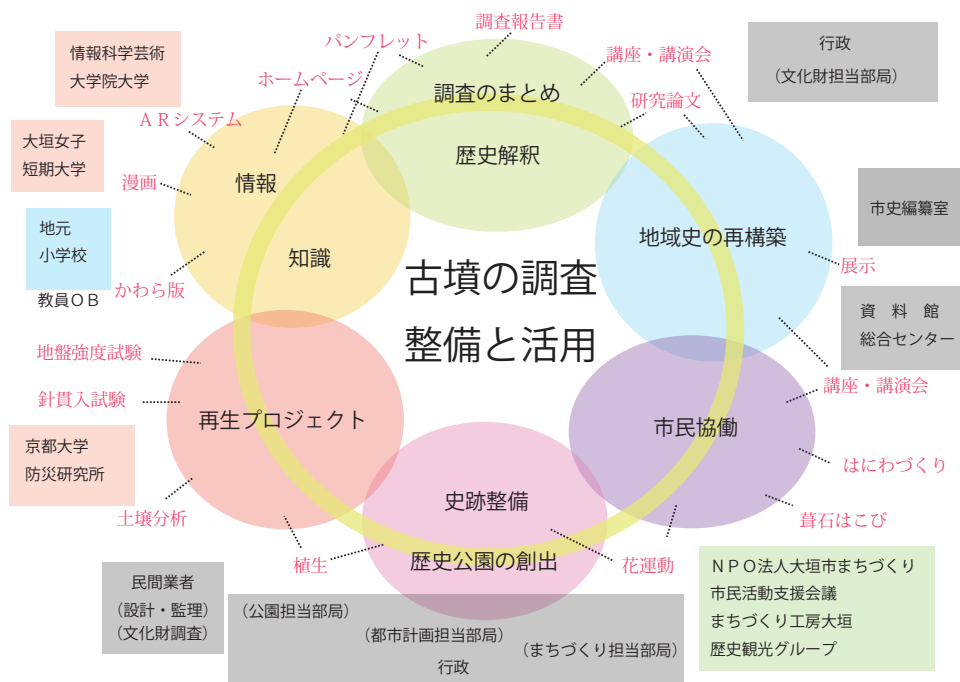 調査報告書
パンフレット
講座・講演会
行政
（文化財担当部局）
情報科学芸術
大学院大学
ホームページ
調査のまとめ
研究論文
ＡＲシステム
大垣女子
短期大学
歴史解釈
漫画
情報
市史編纂室
地元
小学校
地域史の再構築
知識
展示
古墳の調査
整備と活用
かわら版
教員ＯＢ
資　料　館
総合センター
地盤強度試験
講座・講演会
針貫入試験
再生プロジェクト
市民協働
京都大学
防災研究所
はにわづくり
史跡整備
土壌分析
葺石はこび
植生
歴史公園の創出
花運動
民間業者
（設計・監理）
（文化財調査）
（公園担当部局）
（都市計画担当部局）
（まちづくり担当部局）
行政
ＮＰＯ法人大垣市まちづくり
市民活動支援会議
まちづくり工房大垣
歴史観光グループ